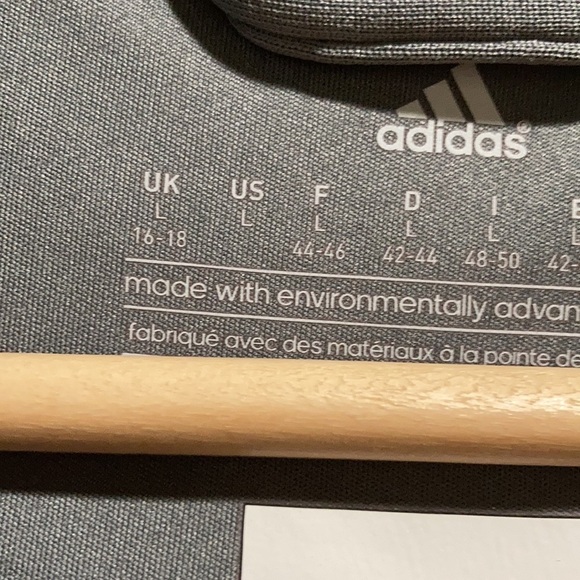 adidas®
UK US F D I
L L L L L
16-18 44-46 42-44 48-50 42-
made with environmentally advan
fabriqué avec des matériaux à la pointe de